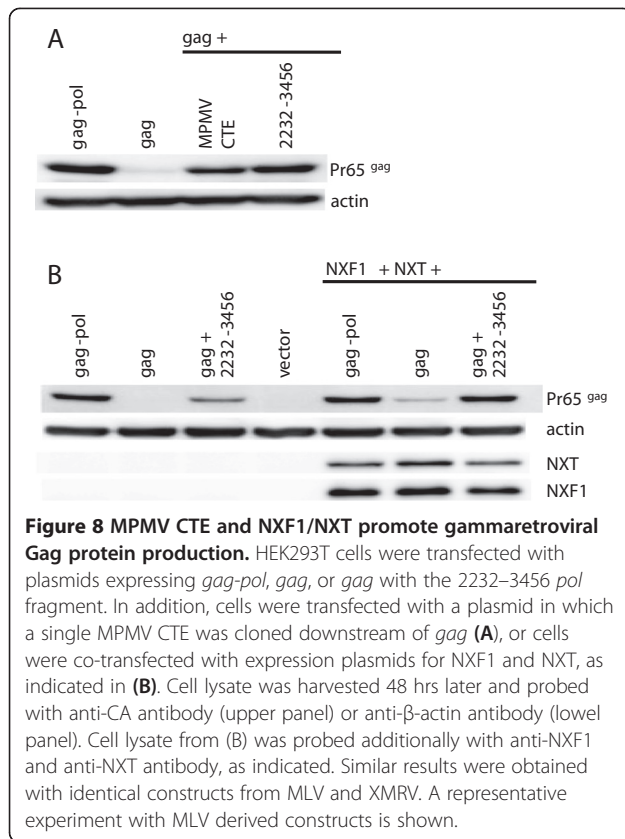 A
gag +
gag-pol
gag
MPMV
CTE
2232-3456
Pr65 gag
actin
B
NXF1 + NXT +
gag-pol
gag
gag +
2232-3456
vector
gag-pol
gag
gag +
2232-3456
Pr65 gag
actin
NXT
NXF1
Figure 8 MPMV CTE and NXF1/NXT promote gammaretroviral
Gag protein production. HEK293T cells were transfected with
plasmids expressing gag-pol, gag, or gag with the 2232–3456 pol
fragment. In addition, cells were transfected with a plasmid in which
a single MPMV CTE was cloned downstream of gag (A), or cells
were co-transfected with expression plasmids for NXF1 and NXT, as
indicated in (B). Cell lysate was harvested 48 hrs later and probed
with anti-CA antibody (upper panel) or anti-β-actin antibody (lowel
panel). Cell lysate from (B) was probed additionally with anti-NXF1
and anti-NXT antibody, as indicated. Similar results were obtained
with identical constructs from MLV and XMRV. A representative
experiment with MLV derived constructs is shown.